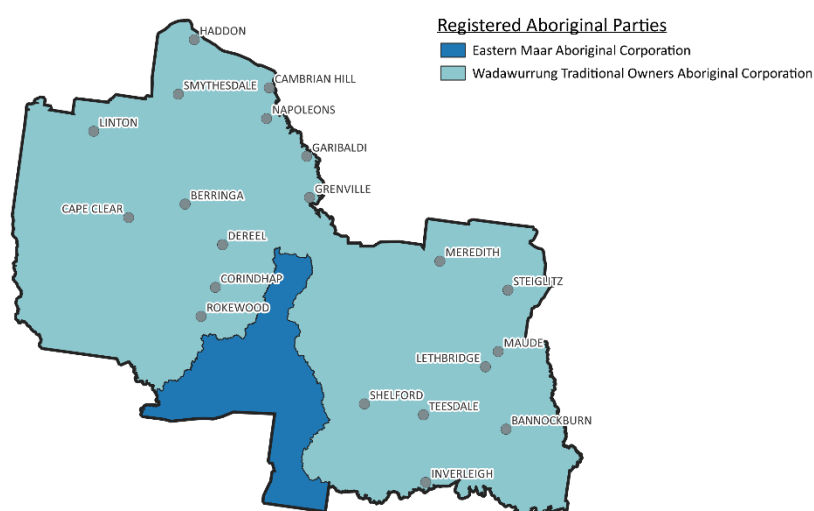 Registered Aboriginal Parties
Eastern Maar Aboriginal Corporation
Wadawurrung Traditional Owners Aboriginal Corporation
HADDON
CAMBRIAN HILL
SMYTHESDALE
NAPOLEONS
LINTON
GARIBALDI
GRENVILLE
BERRINGA
CAPE CLEAR
DEREEL
MEREDITH
CORINDHAP
STEIGLITZ
ROKEWOOD
MAUDE
LETHBRIDGE
SHELFORD
TEESDALE
BANNOCKBURN
INVERLEIGH